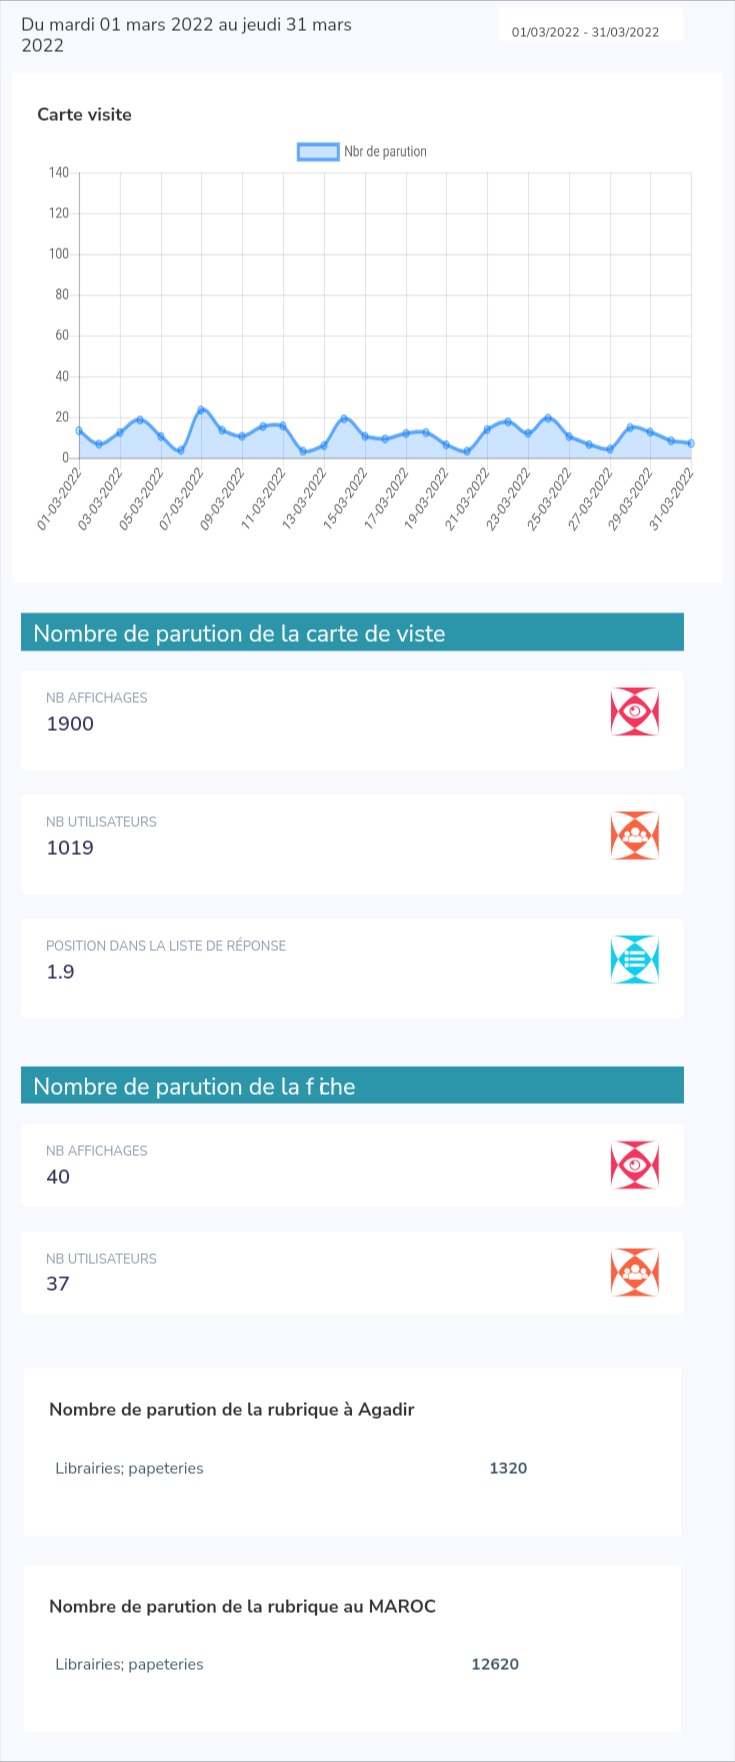 Du mardi 01 mars 2022 au jeudi 31 mars
2022
01/03/2022 - 31/03/2022
Carte visite
Nbr de parution
140
120
100
80
60
40
20
0
01-03-2022
03-03-2022
05-03-2022
07-03-2022
09-03-2022
11-03-2022
13-03-2022
15-03-2022
17-03-2022
19-03-2022
21-03-2022
23-03-2022
25-03-2022
27-03-2022
29-03-2022
31-03-2022
Nombre de parution de la carte de viste
NB AFFICHAGES
1900
NB UTILISATEURS
1019
POSITION DANS LA LISTE DE RÉPONSE
1.9
Nombre de parution de la fiche
NB AFFICHAGES
40
NB UTILISATEURS
37
Nombre de parution de la rubrique à Agadir
Librairies; papeteries 1320
Nombre de parution de la rubrique au MAROC
Librairies; papeteries 12620